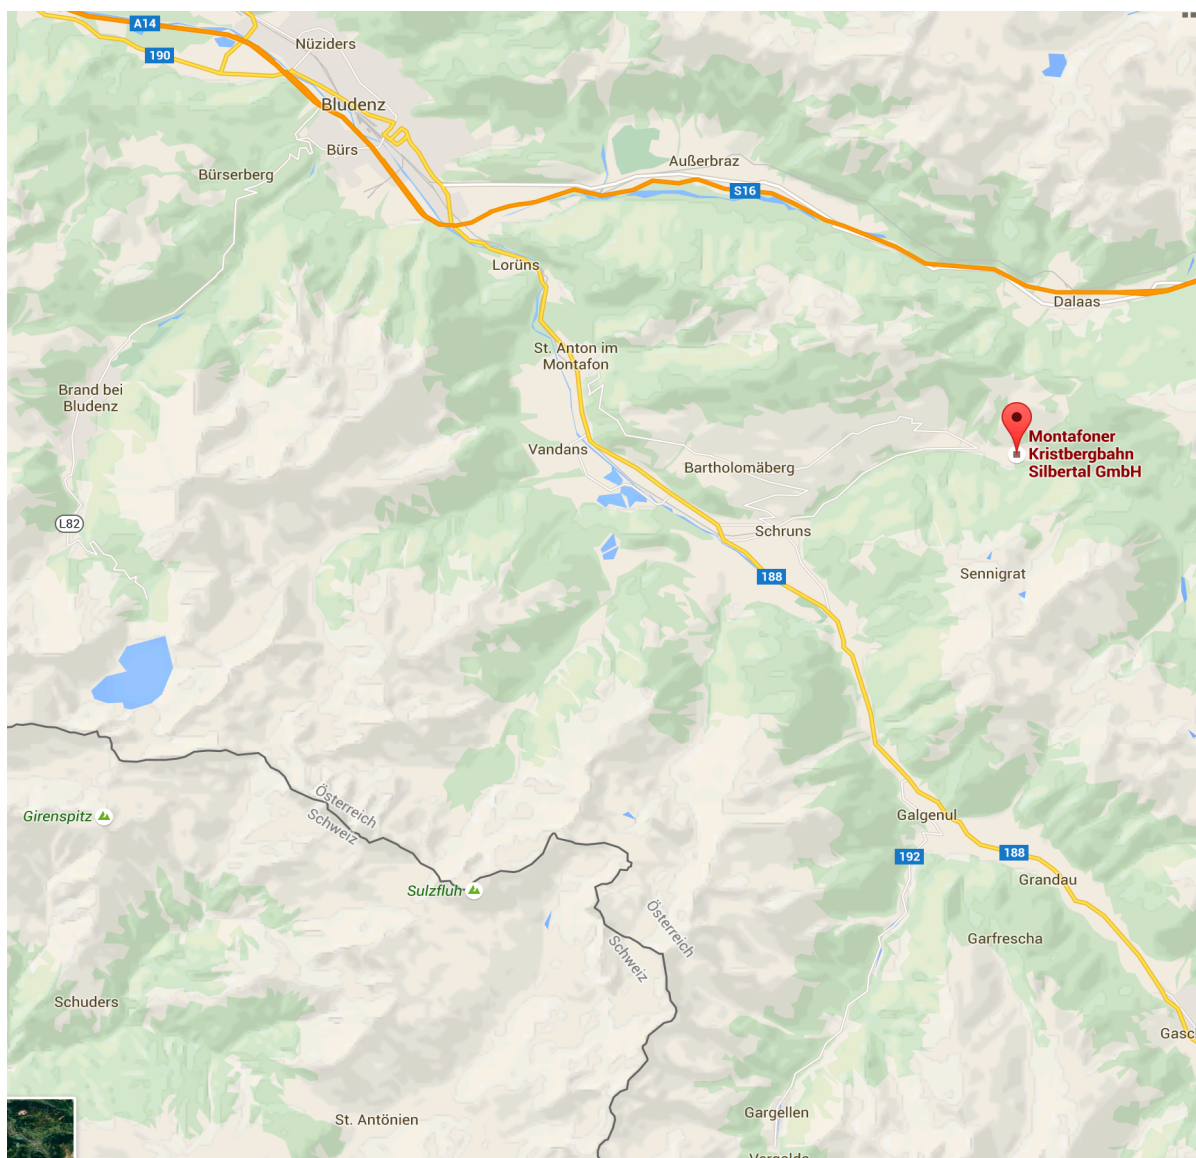 A14
Nüziders
190
Bludenz
Bürs
Außerbraz
Bürserberg
S16
Lorüns
Dalaas
St. Anton im
Montafon
Brand bei
Bludenz
Montafoner
Kristbergbahn
Silbertal GmbH
Vandans
Bartholomäberg
L82
Schruns
188
Sennigrat
Österreich
Schweiz
Girenspitz
Galgenul
192
188
Sulzfluh
Grandau
Österreich
Schweiz
Garfrescha
Schuders
Gasc
St. Antönien
Gargellen